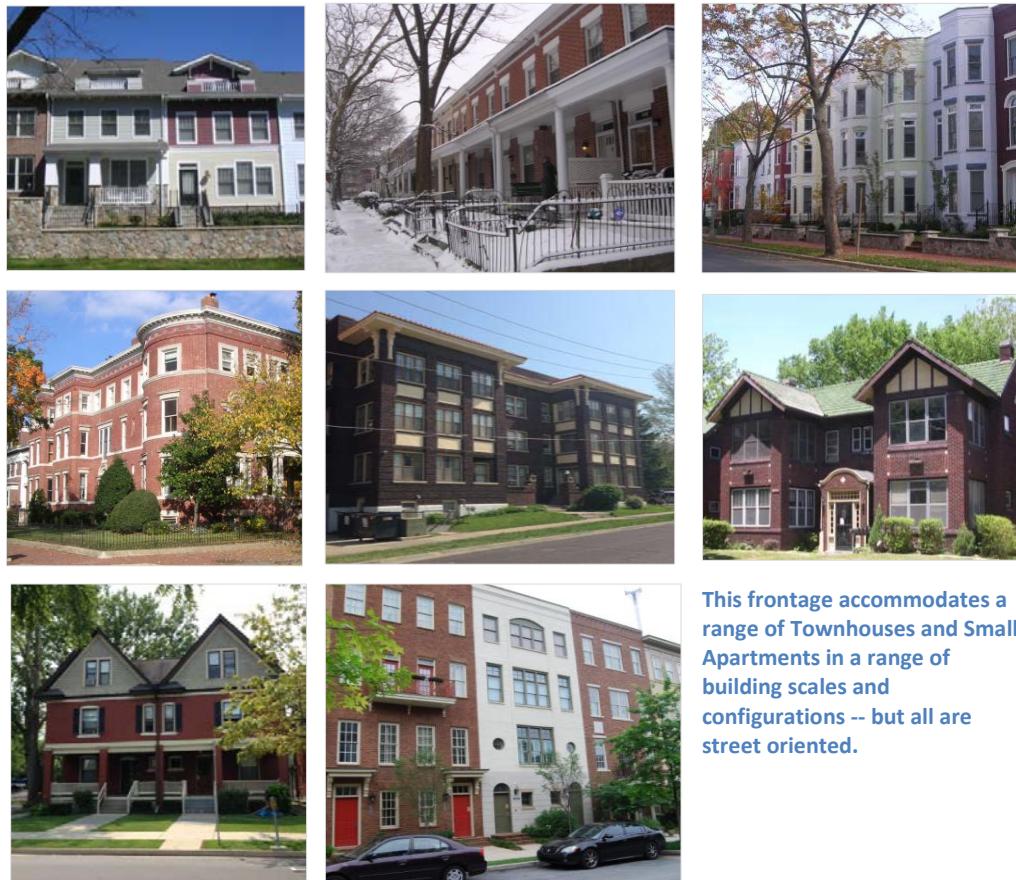 This frontage accommodates a
range of Townhouses and Small
Apartments in a range of
building scales and
configurations -- but all are
street oriented.